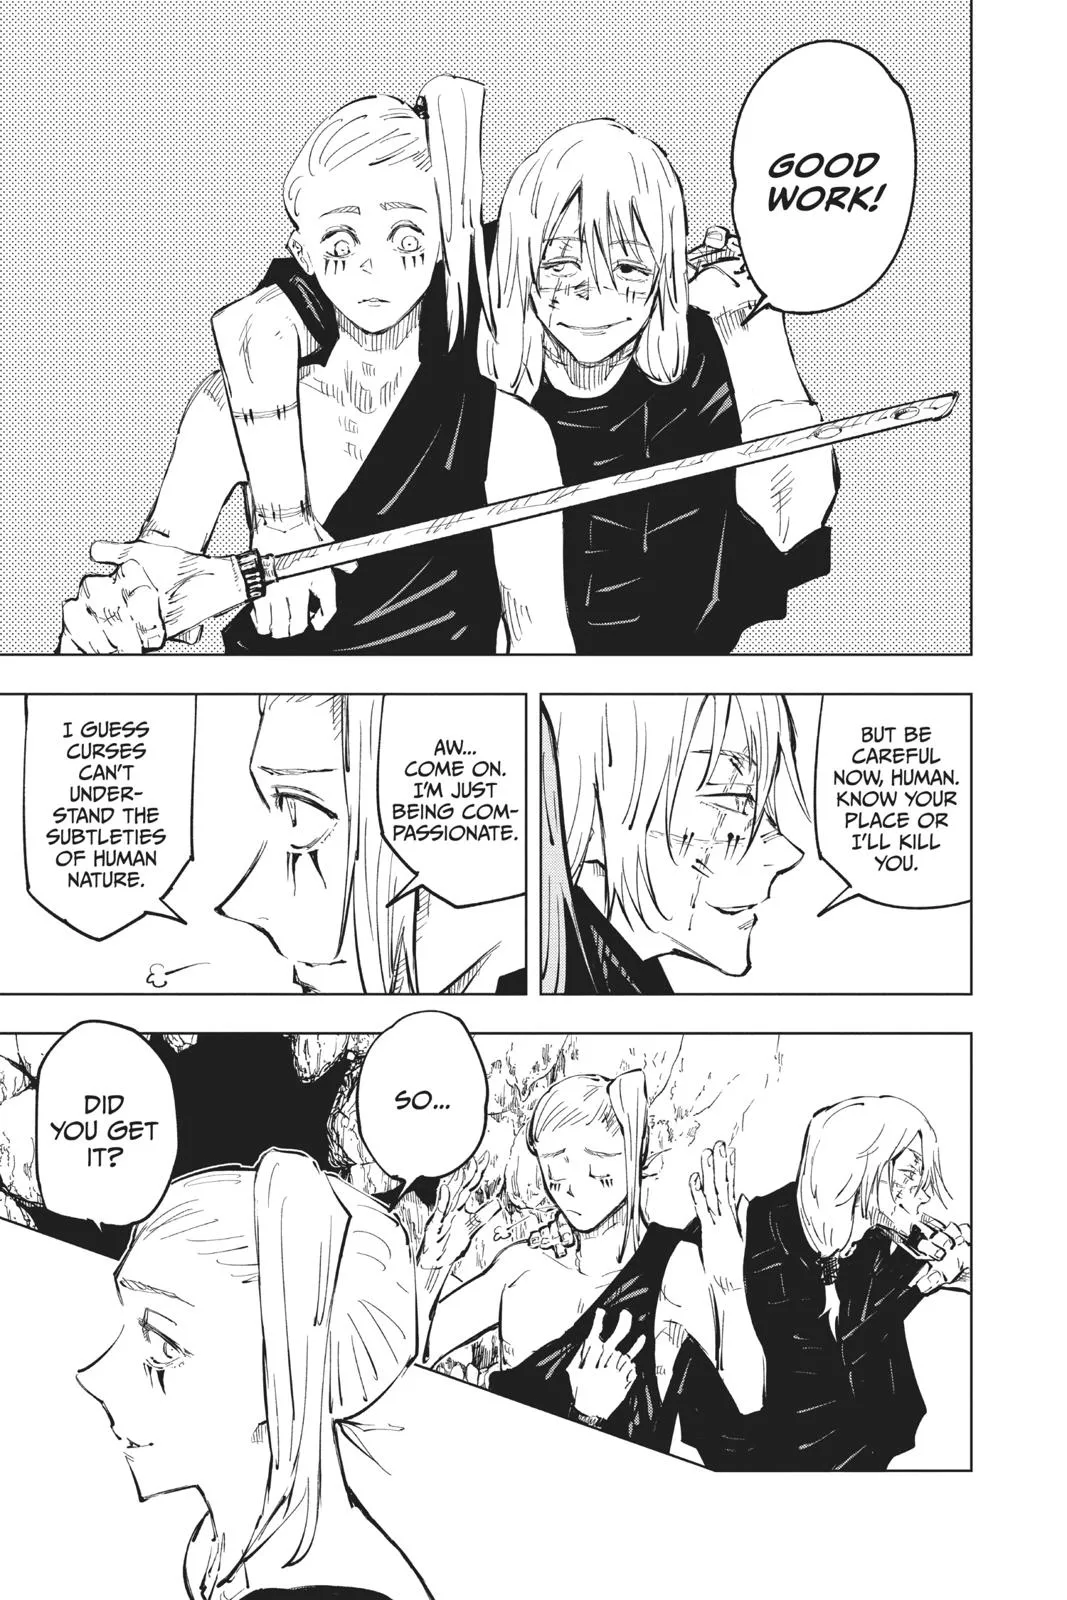 GOOD
WORK!
BUT BE
CAREFUL
NOW, HUMAN.
KNOW YOUR
PLACE OR
I'LL KILL
YOU.
AW...
COME ON.
I'M JUST
BEING COM-
PASSIONATE.
I GUESS
CURSES
CAN'T
UNDER-
STAND THE
SUBTLETIES
OF HUMAN
NATURE.
SO...
DID
YOU GET
IT?